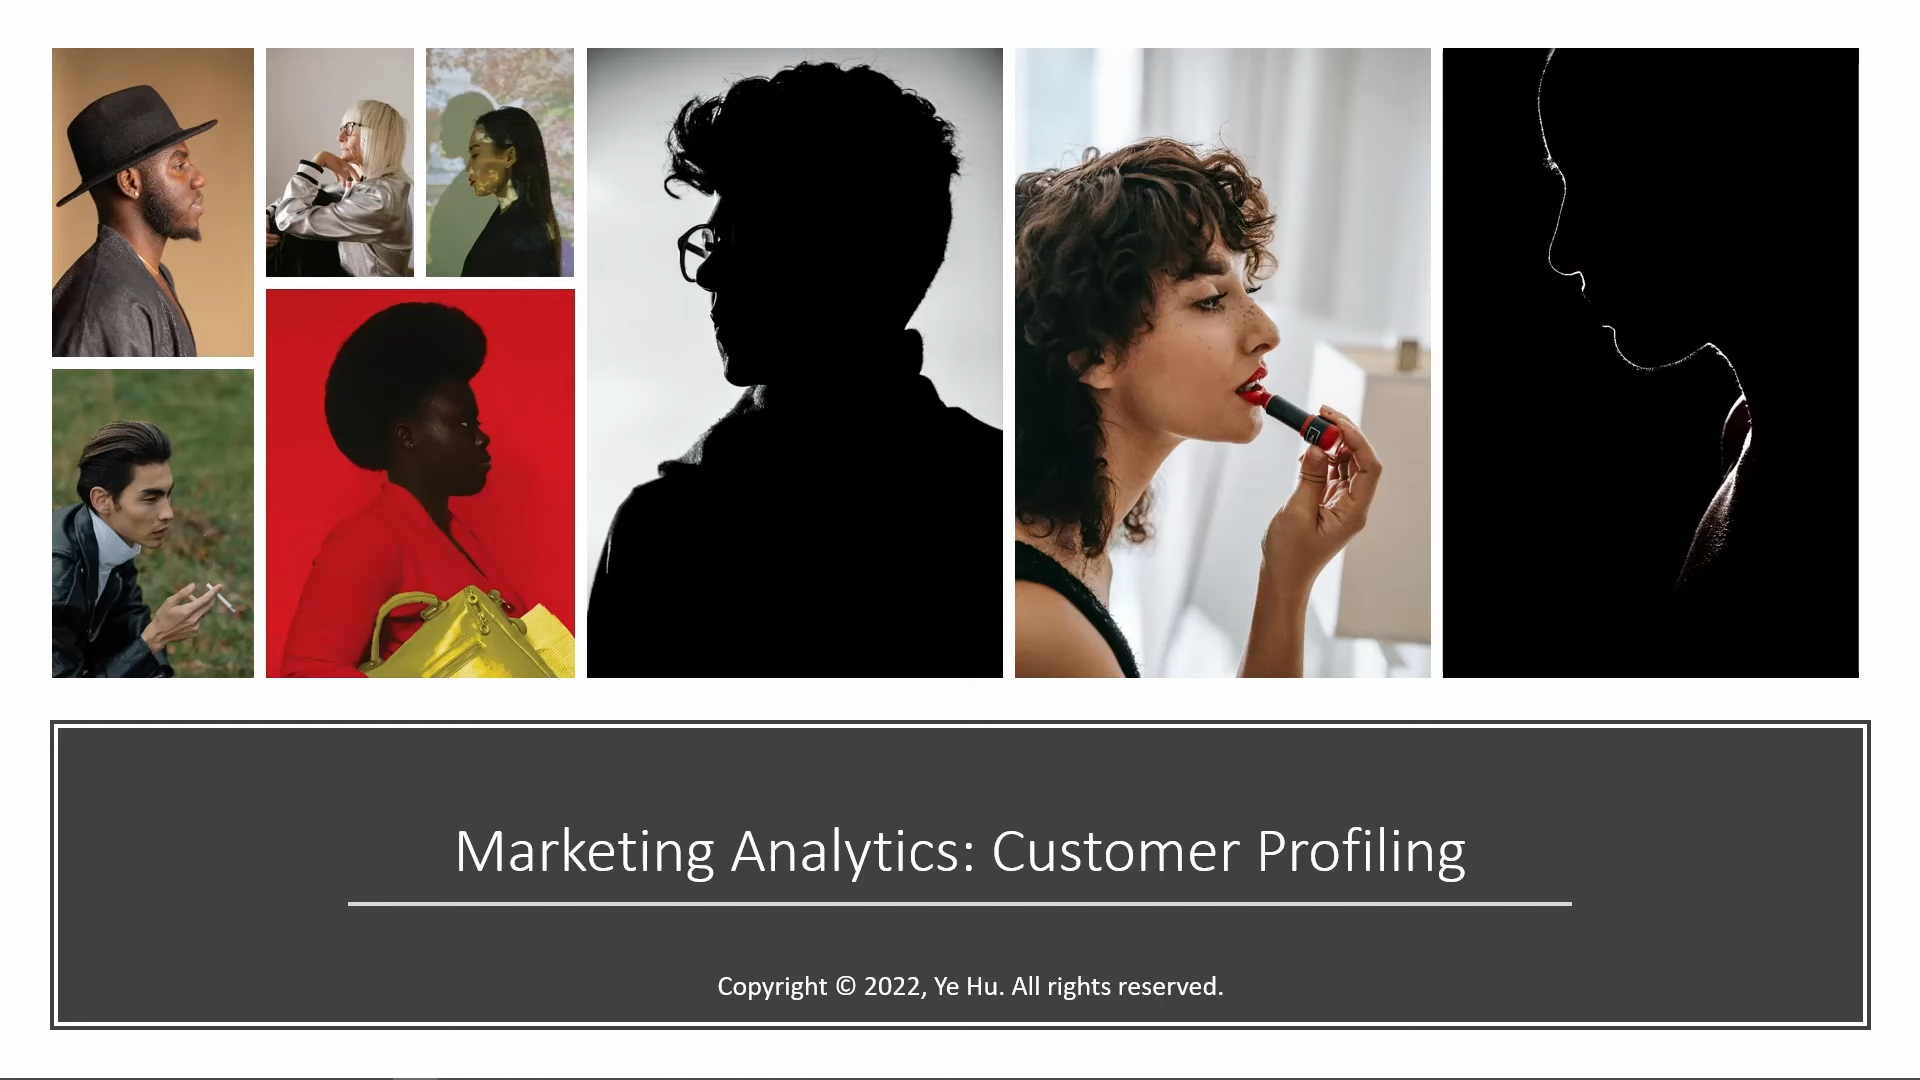 Marketing Analytics: Customer Profiling
Copyright © 2022, Ye Hu. All rights reserved.